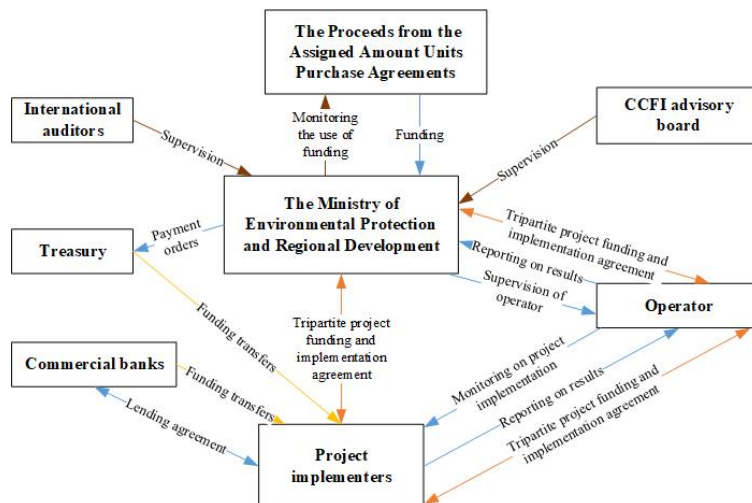 The Proceeds from the
Assigned Amount Units
Purchase Agreements
International
auditors
CCFI advisory
board
Monitoring
the use of
funding
Funding
Supervision
Supervision
The Ministry of
Environmental Protection
and Regional Development
Payment
orders
Treasury
Tripartite project funding and
implementation agreement
Reporting on results
Supervision of
operator
Operator
Funding transfers
Tripartite project
funding and
implementation
agreement
Commercial banks
Funding transfers
Lending agreement
Monitoring on project
implementation
Reporting on results
Tripartite project funding and
implementation agreement
Project
implementers